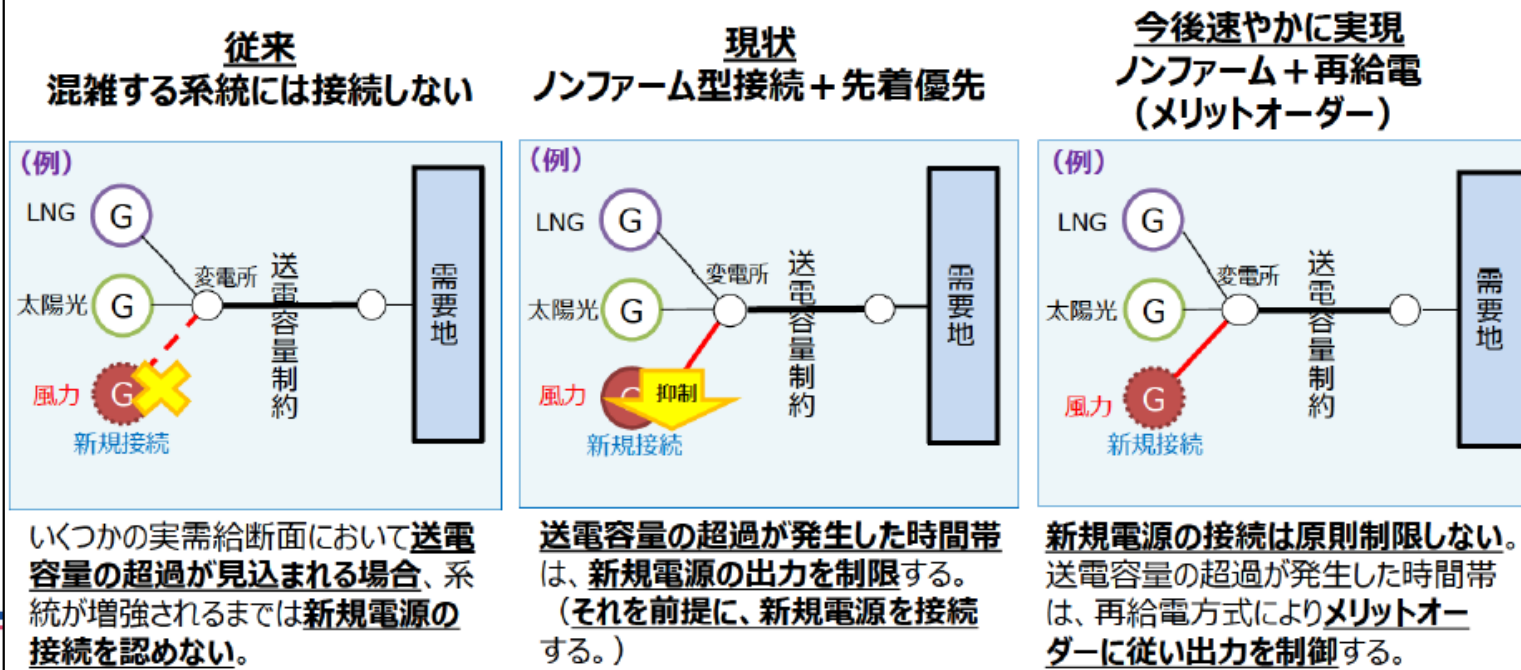 従来
混雑する系統には接続しない
(例)
LNG
G
変電所
送電容量制約
太陽光
G
需要地
風力
G
新規接続
いくつかの実需給断面において送電
容量の超過が見込まれる場合、系
統が増強されるまでは新規電源の
接続を認めない。
現状
ノンファーム型接続+先着優先
(例)
LNG
G
変電所
送電容量制約
太陽光
G
需要地
風力
G
抑制
新規接続
送電容量の超過が発生した時間帯
は、新規電源の出力を制限する。
(それを前提に、新規電源を接続
する。)
今後速やかに実現
ノンファーム+再給電
(メリットオーダー)
(例)
LNG
G
変電所
送電容量制約
太陽光
G
需要地
風力
G
新規接続
新規電源の接続は原則制限しない。
送電容量の超過が発生した時間帯
は、再給電方式によりメリットオー
ダーに従い出力を制御する。